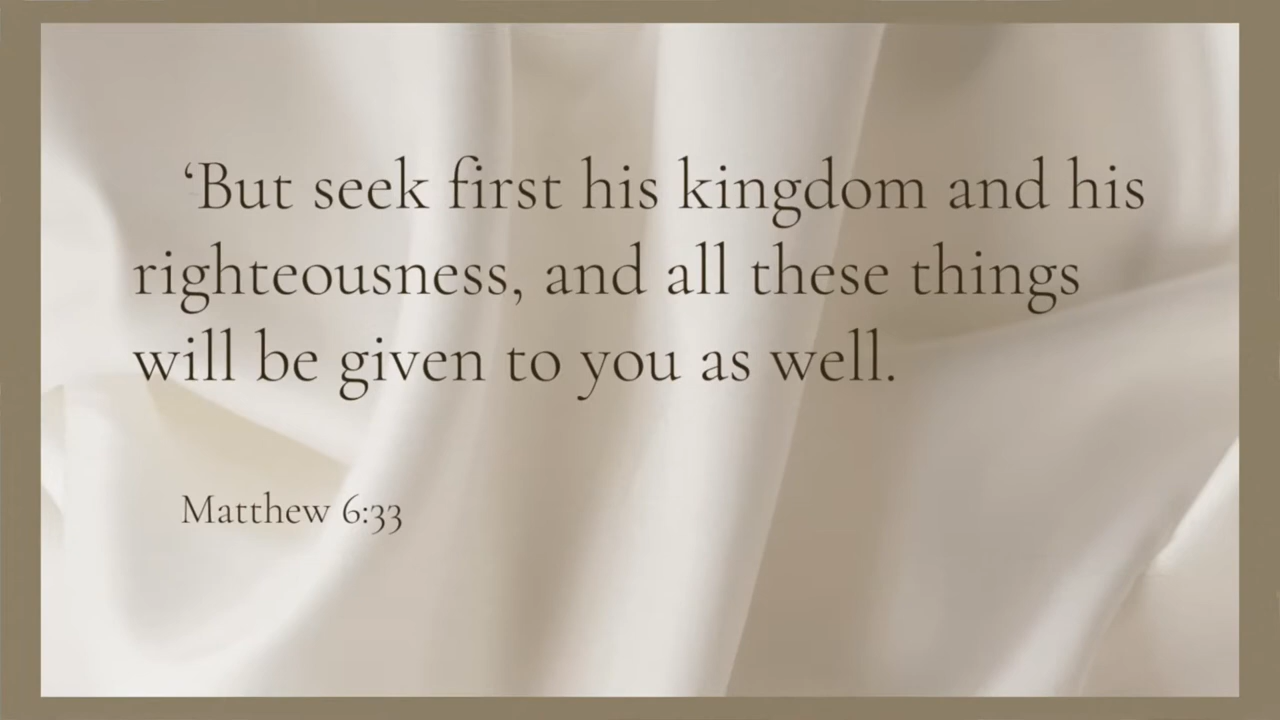 ‘But seek first his kingdom and his
righteousness, and all these things
will be given to you as well.
Matthew 6:33